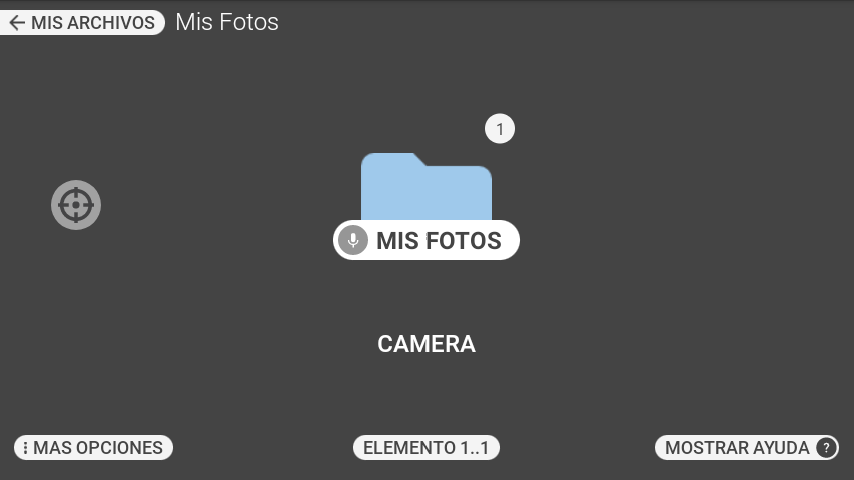 MIS ARCHIVOS Mis Fotos
1
MIS FOTOS
CAMERA
MAS OPCIONES ELEMENTO 1..1 MOSTRAR AYUDA ?